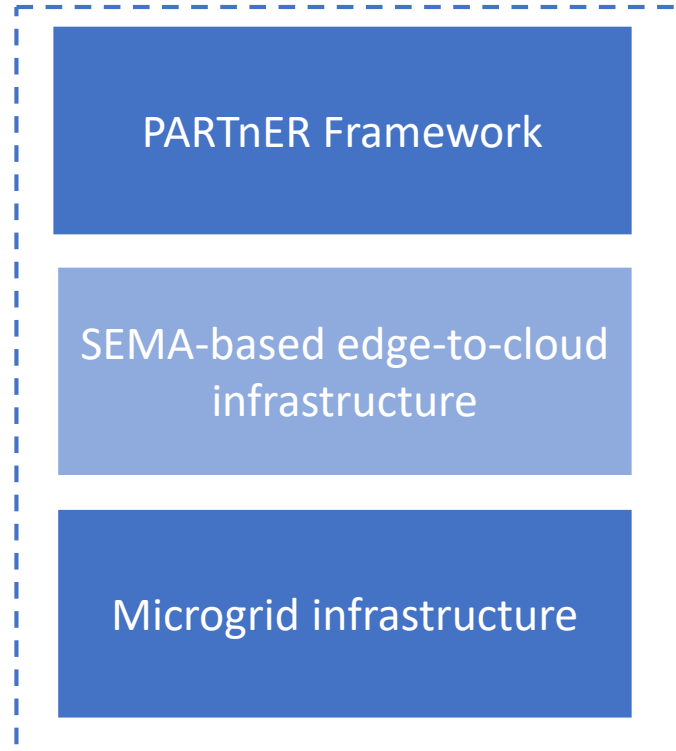 PARTnER Framework
SEMA-based edge-to-cloud
infrastructure
Microgrid infrastructure